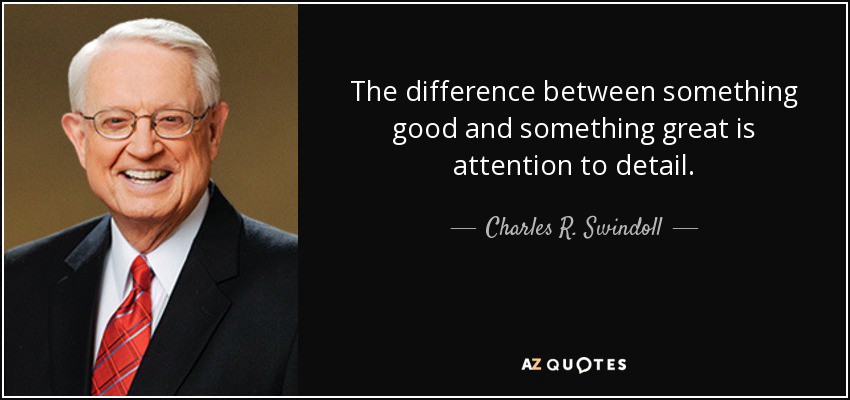 The difference between something
good and something great is
attention to detail.
Charles R. Swindoll
AZ QUOTES